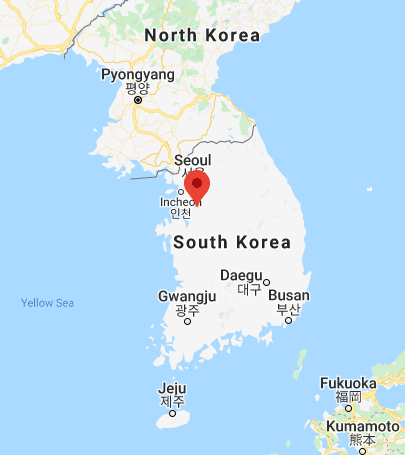 North Korea
Pyongyang
평양
Seoul
서울
Incheon
인천
South Korea
Daegu
대구
Gwangju
광주
Busan
부산
Yellow Sea
Jeju
제주
Fukuoka
福岡
Kumamoto
熊本